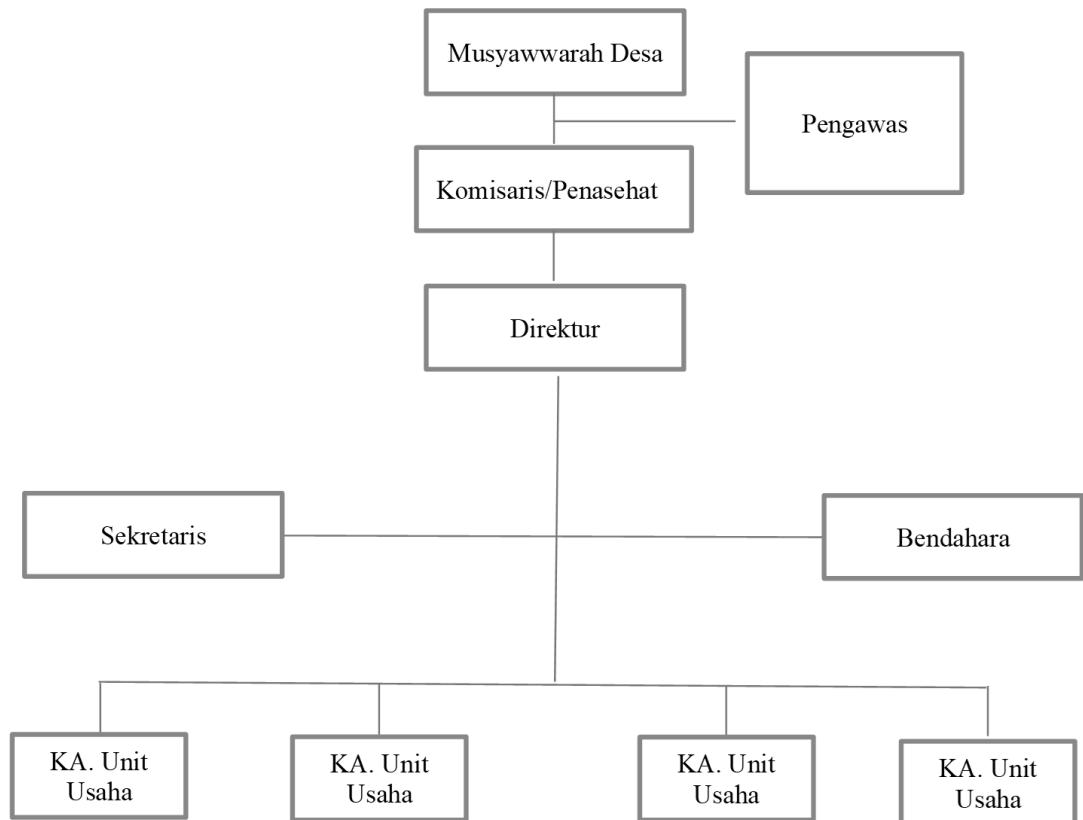 Musyawwarah Desa
Pengawas
Komisaris/Penasehat
Direktur
Sekretaris
Bendahara
KA. Unit
Usaha
KA. Unit
Usaha
KA. Unit
Usaha
KA. Unit
Usaha